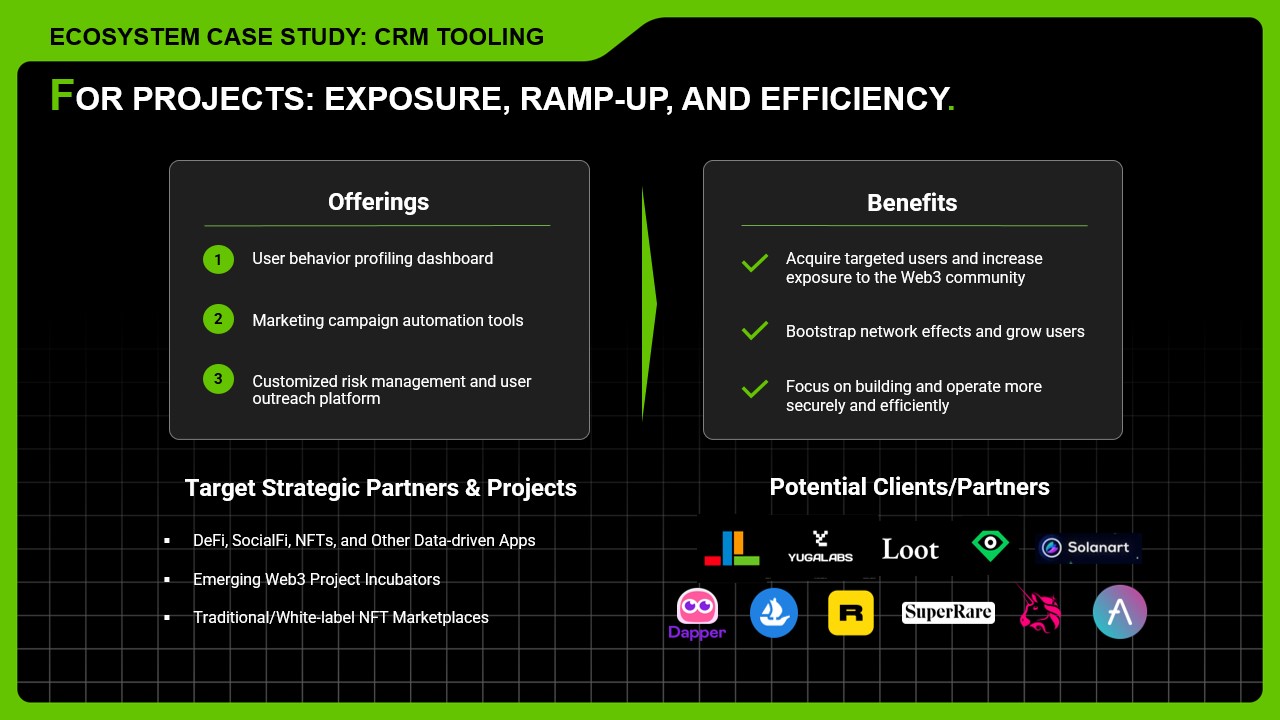 ECOSYSTEM CASE STUDY: CRM TOOLING
FOR PROJECTS: EXPOSURE, RAMP-UP, AND EFFICIENCY.
Offerings
1 User behavior profiling dashboard
2 Marketing campaign automation tools
3 Customized risk management and user
outreach platform
Benefits
Acquire targeted users and increase
exposure to the Web3 community
Bootstrap network effects and grow users
Focus on building and operate more
securely and efficiently
Target Strategic Partners & Projects
▪ DeFi, SocialFi, NFTs, and Other Data-driven Apps
▪ Emerging Web3 Project Incubators
▪ Traditional/White-label NFT Marketplaces
Potential Clients/Partners
YUGALABS Loot Solanart
Dapper R SuperRare